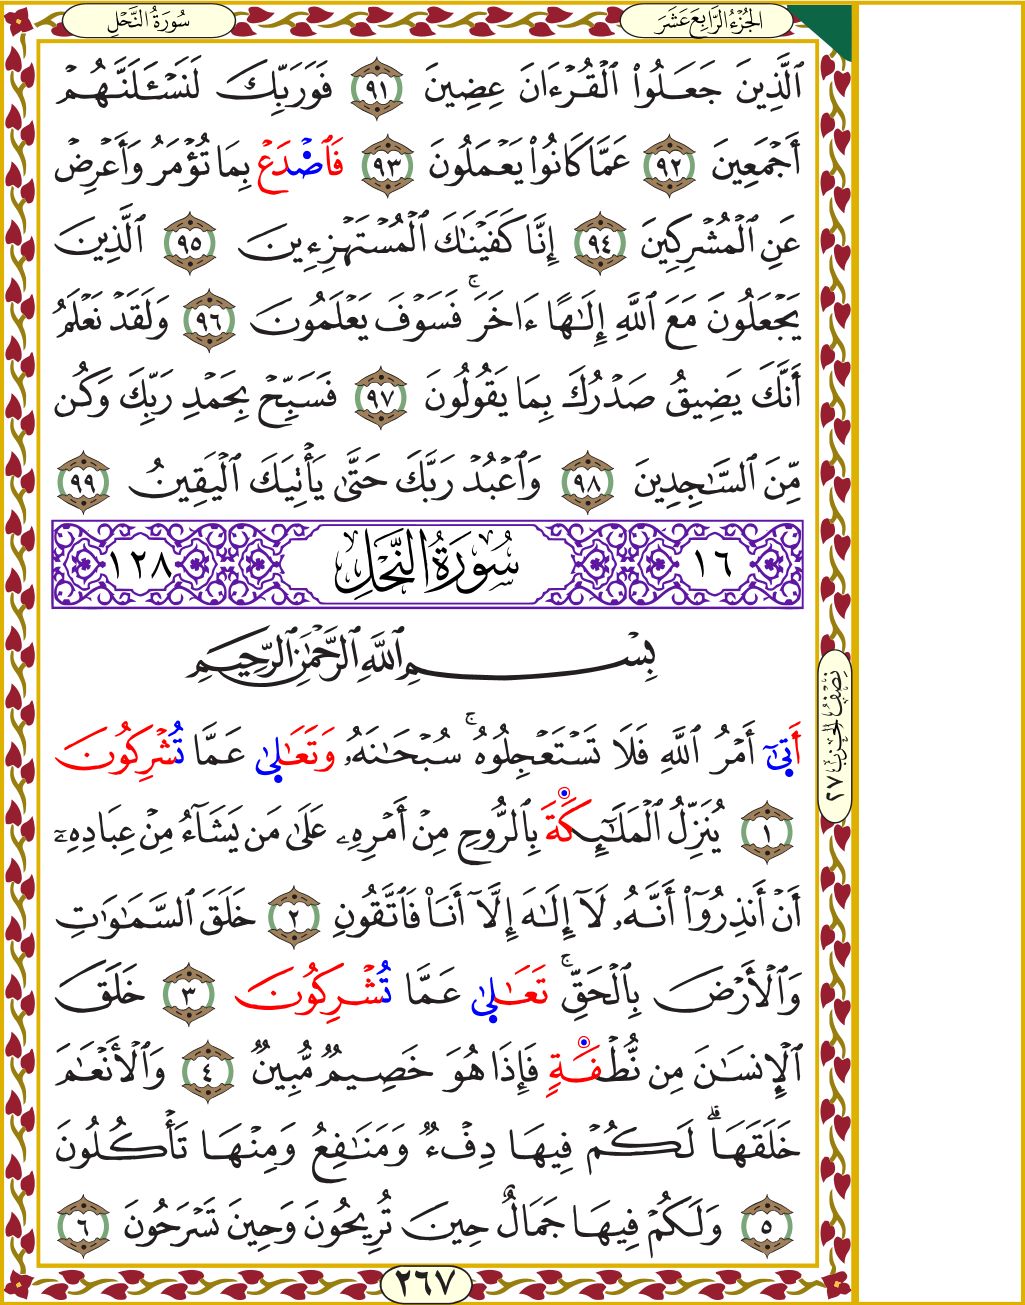 الجُزْءُ الرَّابِعَ عَشَرَ
سُورَةُ النَّحْلِ
ٱلَّذِينَ جَعَلُوا۟ ٱلْقُرْءَانَ عِضِينَ ٩١ فَوَرَبِّكَ لَنَسْـَٔلَنَّهُمْ
أَجْمَعِينَ ٩٢ عَمَّا كَانُوا۟ يَعْمَلُونَ ٩٣ فَٱصْدَعْ بِمَا تُؤْمَرُ وَأَعْرِضْ
عَنِ ٱلْمُشْرِكِينَ ٩٤ إِنَّا كَفَيْنَـٰكَ ٱلْمُسْتَهْزِءِينَ ٩٥ ٱلَّذِينَ
يَجْعَلُونَ مَعَ ٱللَّهِ إِلَـٰهًا ءَاخَرَ ۚ فَسَوْفَ يَعْلَمُونَ ٩٦ وَلَقَدْ نَعْلَمُ
أَنَّكَ يَضِيقُ صَدْرُكَ بِمَا يَقُولُونَ ٩٧ فَسَبِّحْ بِحَمْدِ رَبِّكَ وَكُن
مِّنَ ٱلسَّـٰجِدِينَ ٩٨ وَٱعْبُدْ رَبَّكَ حَتَّىٰ يَأْتِيَكَ ٱلْيَقِينُ ٩٩
١٦ سُورَةُ النَّحْلِ ١٢٨
بِسْمِ ٱللَّهِ ٱلرَّحْمَـٰنِ ٱلرَّحِيمِ
أَتَىٰٓ أَمْرُ ٱللَّهِ فَلَا تَسْتَعْجِلُوهُ ۚ سُبْحَـٰنَهُۥ وَتَعَـٰلَىٰ عَمَّا تُشْرِكُونَ
١ يُنَزِّلُ ٱلْمَلَـٰٓئِكَةَ بِٱلرُّوحِ مِنْ أَمْرِهِۦ عَلَىٰ مَن يَشَآءُ مِنْ عِبَادِهِۦٓ
أَنْ أَنذِرُوٓا۟ أَنَّهُۥ لَآ إِلَـٰهَ إِلَّآ أَنَا۠ فَٱتَّقُونِ ٢ خَلَقَ ٱلسَّمَـٰوَٰتِ
وَٱلْأَرْضَ بِٱلْحَقِّ ۚ تَعَـٰلَىٰ عَمَّا تُشْرِكُونَ ٣ خَلَقَ
ٱلْإِنسَـٰنَ مِن نُّطْفَةٍ فَإِذَا هُوَ خَصِيمٌ مُّبِينٌ ٤ وَٱلْأَنْعَـٰمَ
خَلَقَهَا ۗ لَكُمْ فِيهَا دِفْءٌ وَمَنَـٰفِعُ وَمِنْهَا تَأْكُلُونَ
٥ وَلَكُمْ فِيهَا جَمَالٌ حِينَ تُرِيحُونَ وَحِينَ تَسْرَحُونَ ٦
نِصْفُ الحِزْبِ ٢٧
٢٦٧